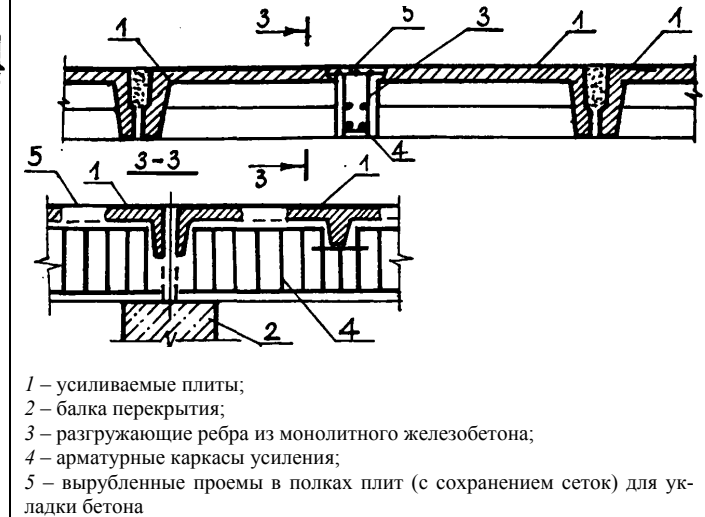 1 3 5 3 1 1
4
3-3 3
5 1 1
2 4
1 – усиливаемые плиты;
2 – балка перекрытия;
3 – разгружающие ребра из монолитного железобетона;
4 – арматурные каркасы усиления;
5 – вырубленные проемы в полках плит (с сохранением сеток) для ук-
ладки бетона